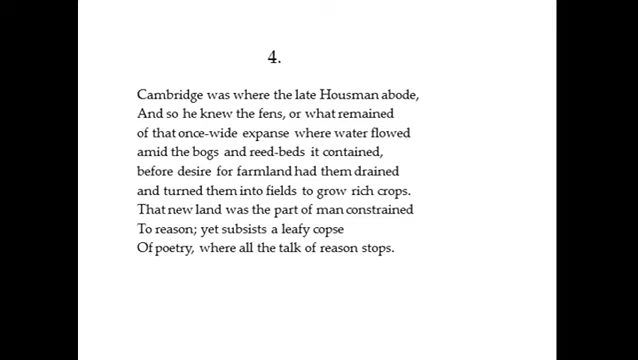 4.
Cambridge was where the late Housman abode,
And so he knew the fens, or what remained
of that once-wide expanse where water flowed
amid the bogs and reed-beds it contained,
before desire for farmland had them drained
and turned them into fields to grow rich crops.
That new land was the part of man constrained
To reason; yet subsists a leafy copse
Of poetry, where all the talk of reason stops.